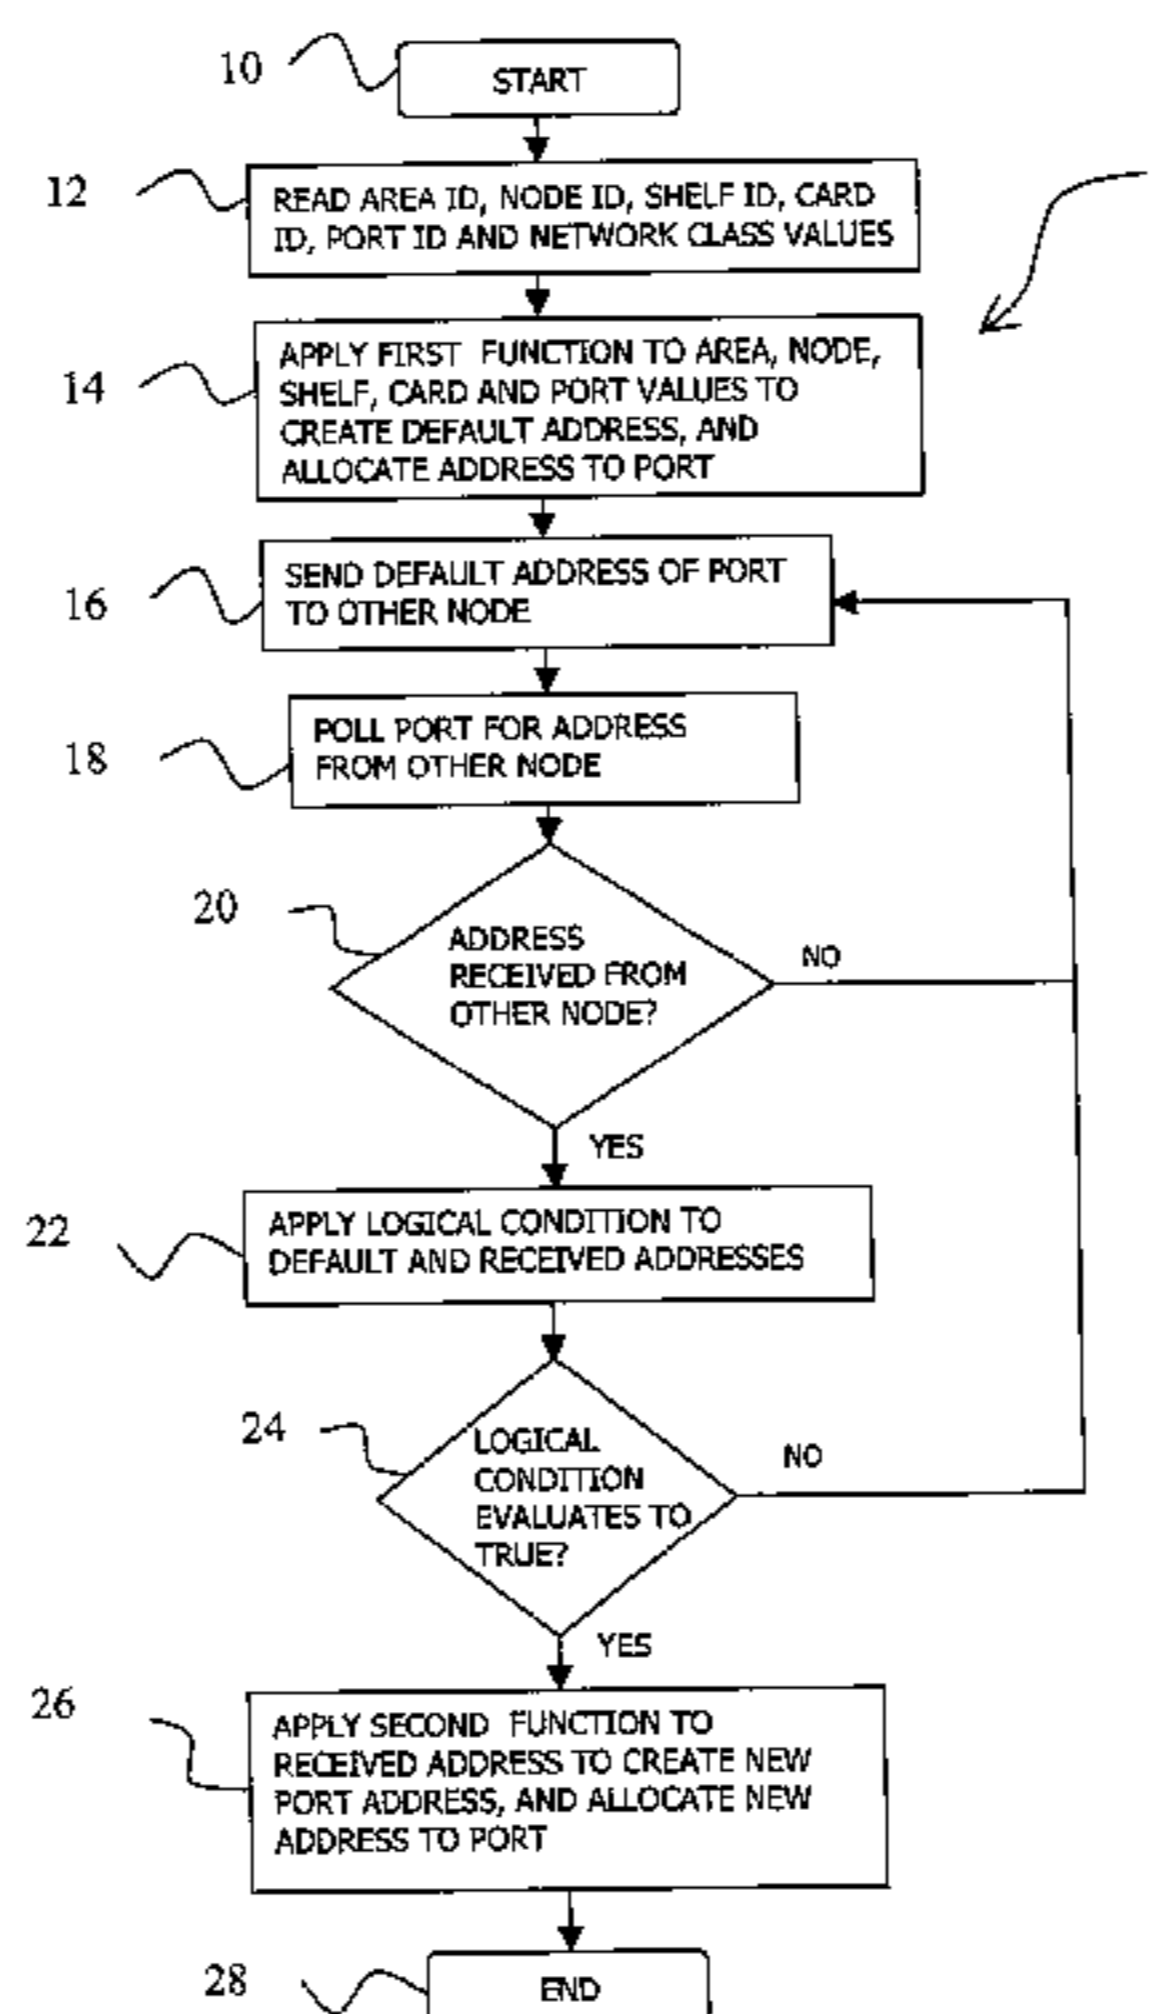 10
START
12
READ AREA ID, NODE ID, SHELF ID, CARD
ID, PORT ID AND NETWORK CLASS VALUES
14
APPLY FIRST FUNCTION TO AREA, NODE,
SHELF, CARD AND PORT VALUES TO
CREATE DEFAULT ADDRESS, AND
ALLOCATE ADDRESS TO PORT
16
SEND DEFAULT ADDRESS OF PORT
TO OTHER NODE
18
POLL PORT FOR ADDRESS
FROM OTHER NODE
20
ADDRESS
RECEIVED FROM
OTHER NODE?
NO
YES
22
APPLY LOGICAL CONDITION TO
DEFAULT AND RECEIVED ADDRESSES
24
LOGICAL
CONDITION
EVALUATES TO
TRUE?
NO
YES
26
APPLY SECOND FUNCTION TO
RECEIVED ADDRESS TO CREATE NEW
PORT ADDRESS, AND ALLOCATE NEW
ADDRESS TO PORT
28
END